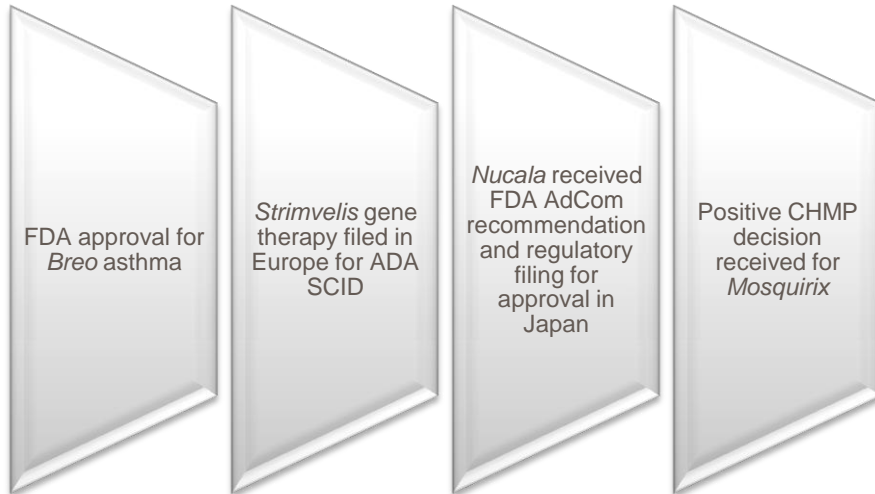 FDA approval for
Breo asthma
Strimvelis gene
therapy filed in
Europe for ADA
SCID
Nucala received
FDA AdCom
recommendation
and regulatory
filing for
approval in
Japan
Positive CHMP
decision
received for
Mosquirix